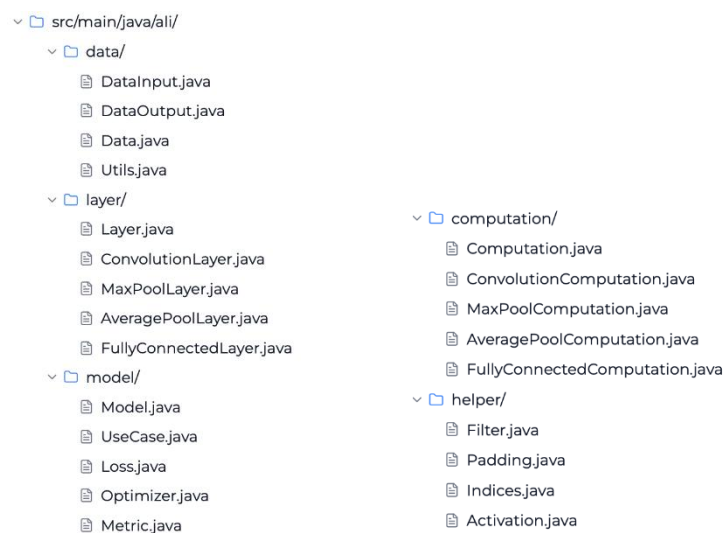 src/main/java/ali/
data/
DataInput.java
DataOutput.java
Data.java
Utils.java
layer/
Layer.java
ConvolutionLayer.java
MaxPoolLayer.java
AveragePoolLayer.java
FullyConnectedLayer.java
model/
Model.java
UseCase.java
Loss.java
Optimizer.java
Metric.java
computation/
Computation.java
ConvolutionComputation.java
MaxPoolComputation.java
AveragePoolComputation.java
FullyConnectedComputation.java
helper/
Filter.java
Padding.java
Indices.java
Activation.java